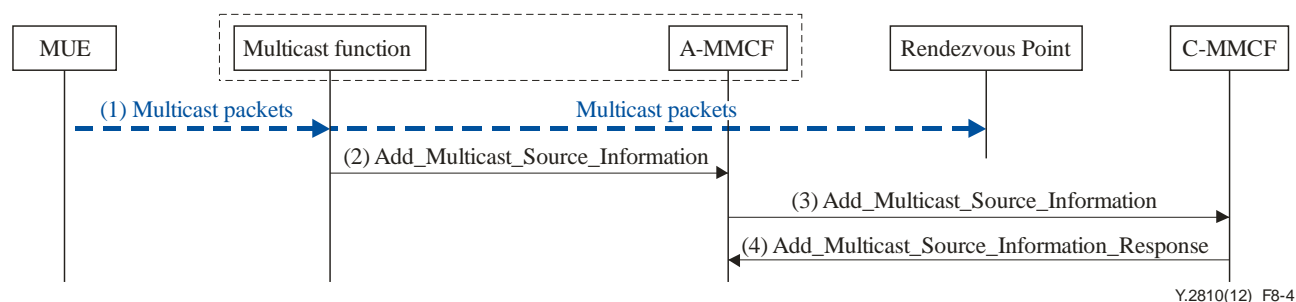 MUE
Multicast function
A-MMCF
Rendezvous Point
C-MMCF
(1) Multicast packets
Multicast packets
(2) Add_Multicast_Source_Information
(3) Add_Multicast_Source_Information
(4) Add_Multicast_Source_Information_Response
Y.2810(12)_F8-4